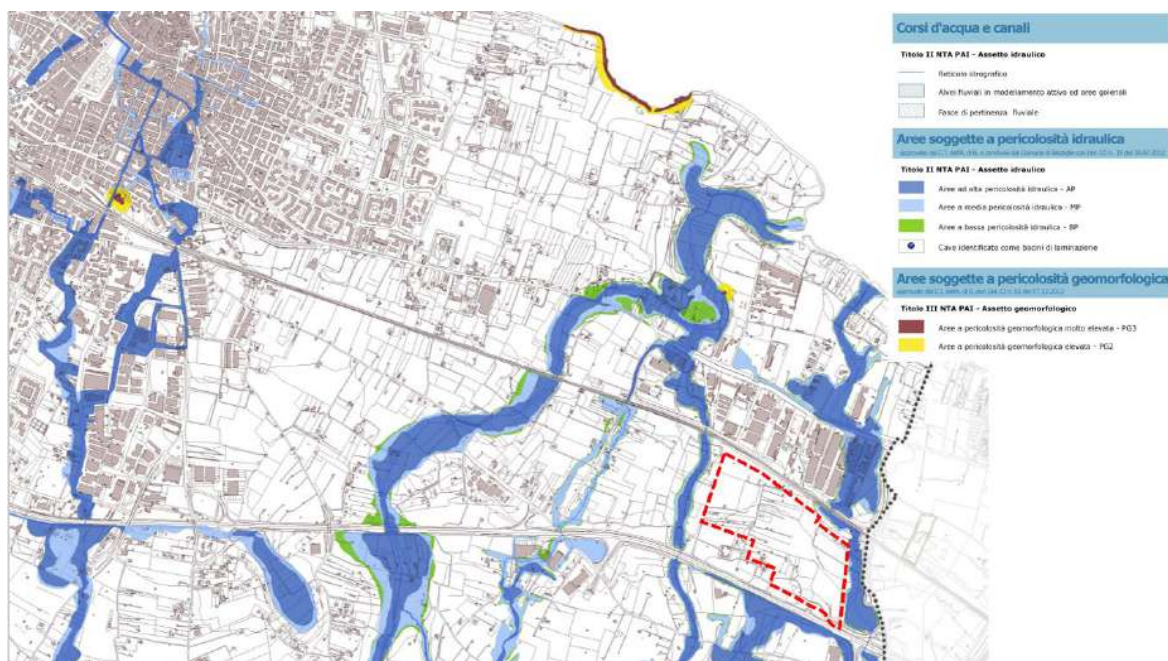 Corsi d'acqua e canali
Titolo II NTA PAI – Assetto idraulico
Reticolo idrografico
Alvei fluviali in modellamento attivo ed aree golenali
Fasce di pertinenza fluviale
Aree soggette a pericolosità idraulica
Titolo II NTA PAI – Assetto idraulico
Aree ad alta pericolosità idraulica – AP
Aree a media pericolosità idraulica – MP
Aree a bassa pericolosità idraulica – BP
Cave identificate come bacini di laminazione
Aree soggette a pericolosità geomorfologica
Titolo III NTA PAI – Assetto geomorfologico
Aree a pericolosità geomorfologica molto elevata – PG3
Aree a pericolosità geomorfologica elevata – PG2